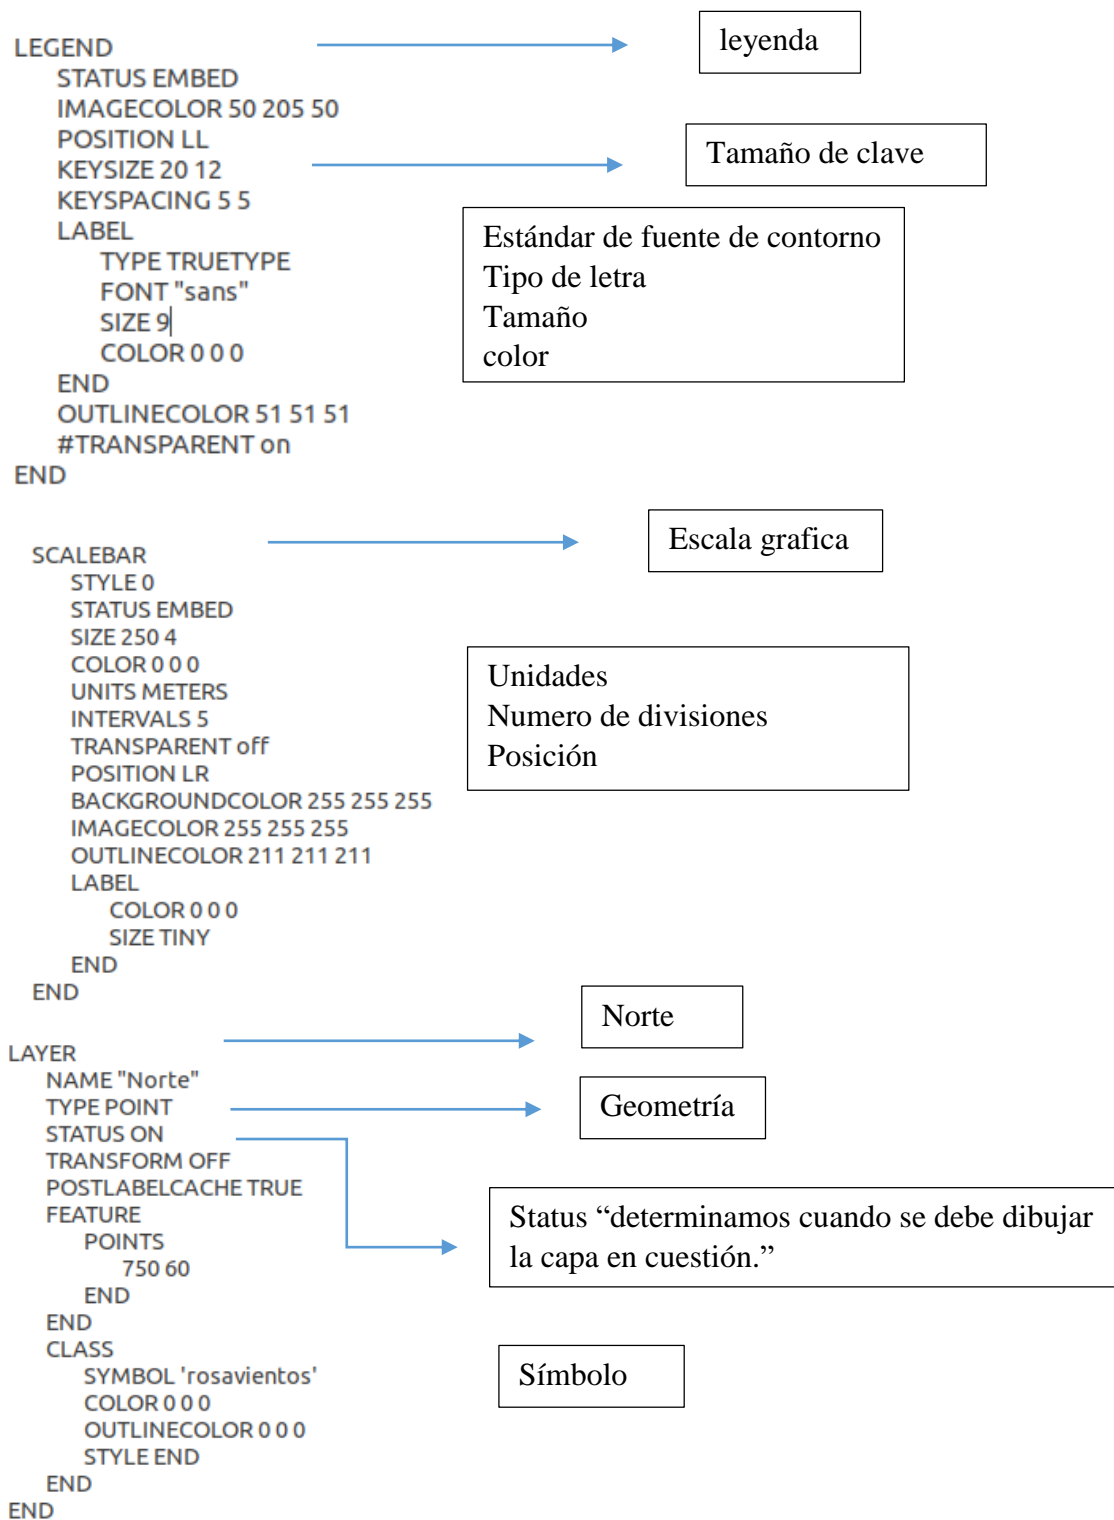 LEGEND
leyenda
STATUS EMBED
IMAGECOLOR 50 205 50
POSITION LL
KEYSIZE 20 12
Tamaño de clave
KEYSPACING 5 5
LABEL
TYPE TRUETYPE
FONT "sans"
SIZE 9
COLOR 0 0 0
Estándar de fuente de contorno
Tipo de letra
Tamaño
color
END
OUTLINECOLOR 51 51 51
#TRANSPARENT on
END
Escala grafica
SCALEBAR
STYLE 0
STATUS EMBED
SIZE 250 4
COLOR 0 0 0
UNITS METERS
INTERVALS 5
TRANSPARENT off
POSITION LR
Unidades
Numero de divisiones
Posición
BACKGROUNDCOLOR 255 255 255
IMAGECOLOR 255 255 255
OUTLINECOLOR 211 211 211
LABEL
COLOR 0 0 0
SIZE TINY
END
END
Norte
LAYER
NAME "Norte"
TYPE POINT
Geometría
STATUS ON
TRANSFORM OFF
POSTLABELCACHE TRUE
FEATURE
POINTS
750 60
END
END
Status “determinamos cuando se debe dibujar
la capa en cuestión.”
CLASS
SYMBOL 'rosavientos'
Símbolo
COLOR 0 0 0
OUTLINECOLOR 0 0 0
STYLE END
END
END